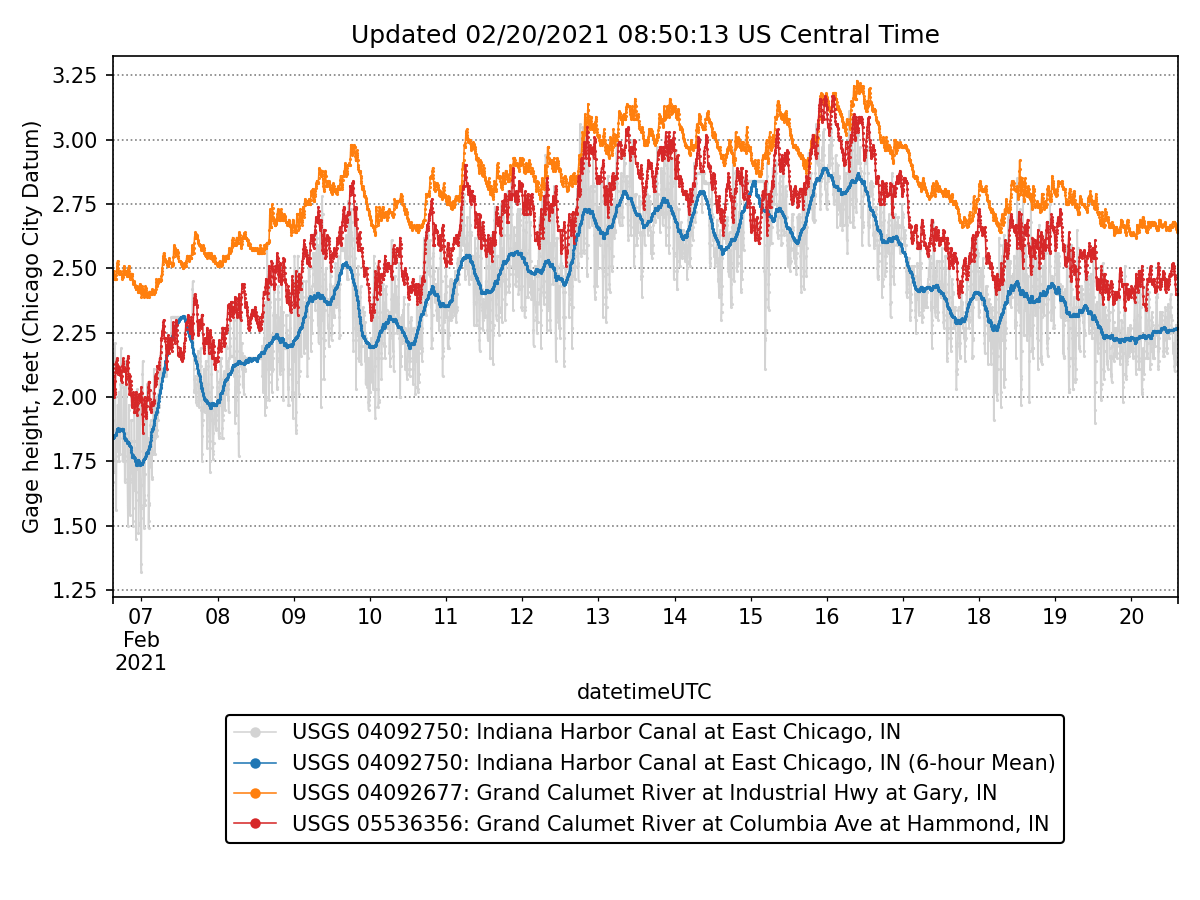 Updated 02/20/2021 08:50:13 US Central Time
Gage height, feet (Chicago City Datum)
3.25
3.00
2.75
2.50
2.25
2.00
1.75
1.50
1.25
07 08 09 10 11 12 13 14 15 16 17 18 19 20
Feb
2021
datetimeUTC
USGS 04092750: Indiana Harbor Canal at East Chicago, IN
USGS 04092750: Indiana Harbor Canal at East Chicago, IN (6-hour Mean)
USGS 04092677: Grand Calumet River at Industrial Hwy at Gary, IN
USGS 05536356: Grand Calumet River at Columbia Ave at Hammond, IN